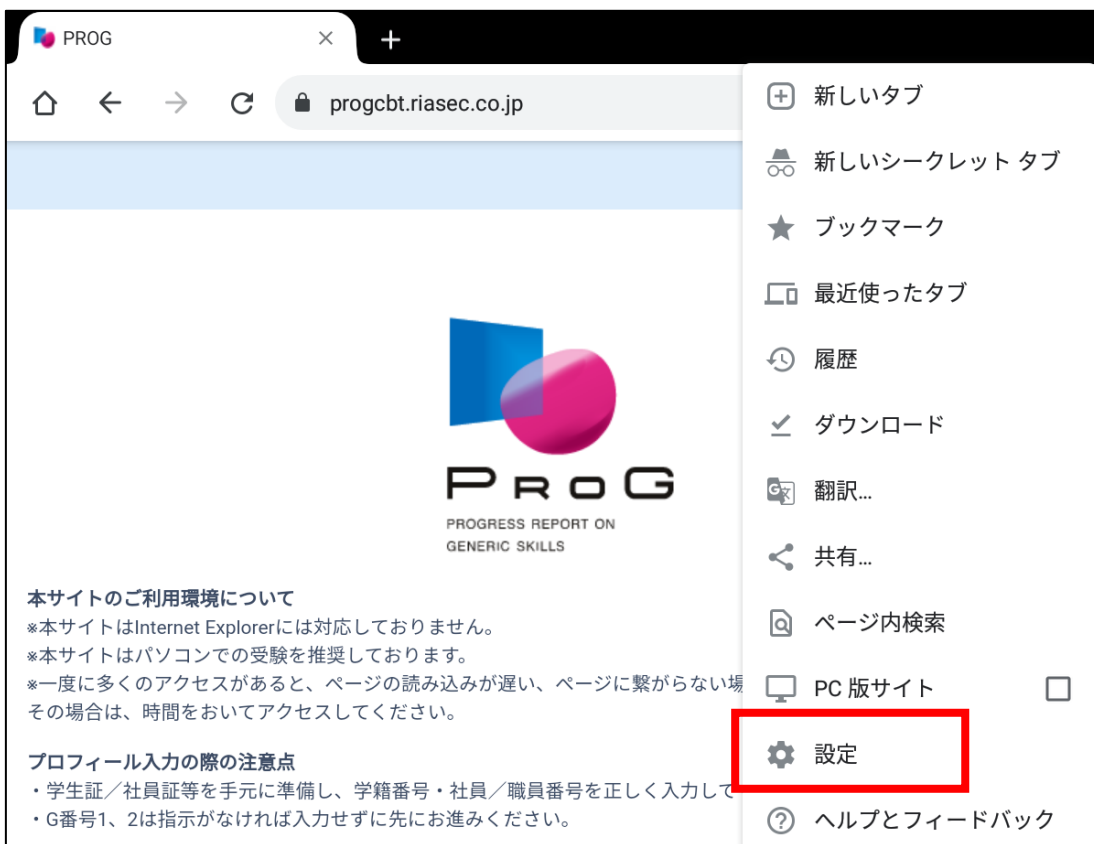 PROG
progcbt.riasec.co.jp
新しいタブ
新しいシークレット タブ
ブックマーク
最近使ったタブ
履歴
ダウンロード
翻訳...
共有...
ページ内検索
PC 版サイト
設定
ヘルプとフィードバック
PROG
PROGRESS REPORT ON
GENERIC SKILLS
本サイトのご利用環境について
※本サイトはInternet Explorerには対応しておりません。
※本サイトはパソコンでの受験を推奨しております。
※一度に多くのアクセスがあると、ページの読み込みが遅い、ページに繋がらない場
その場合は、時間をおいてアクセスしてください。
プロフィール入力の際の注意点
・学生証／社員証等を手元に準備し、学籍番号・社員／職員番号を正しく入力して
・G番号1、2は指示がなければ入力せずに先にお進みください。